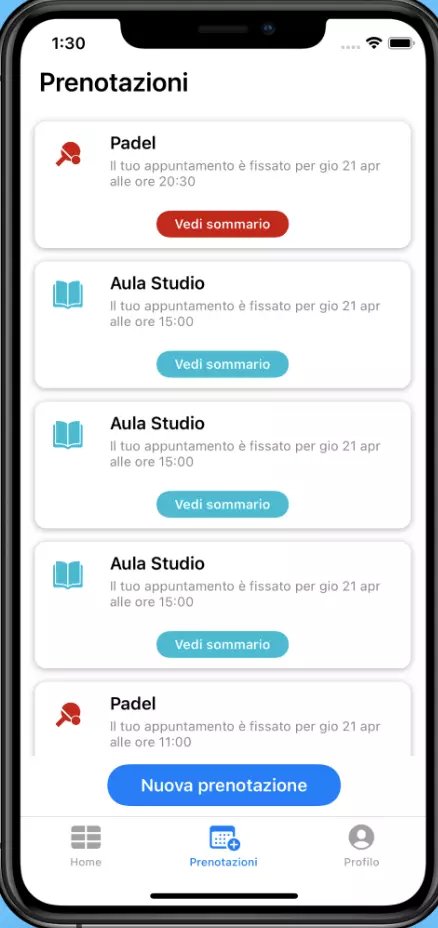 1:30
Prenotazioni
Padel
Il tuo appuntamento è fissato per gio 21 apr
alle ore 20:30
Vedi sommario
Aula Studio
Il tuo appuntamento è fissato per gio 21 apr
alle ore 15:00
Vedi sommario
Aula Studio
Il tuo appuntamento è fissato per gio 21 apr
alle ore 15:00
Vedi sommario
Aula Studio
Il tuo appuntamento è fissato per gio 21 apr
alle ore 15:00
Vedi sommario
Padel
Il tuo appuntamento è fissato per gio 21 apr
alle ore 11:00
Nuova prenotazione
Home
Prenotazioni
Profilo